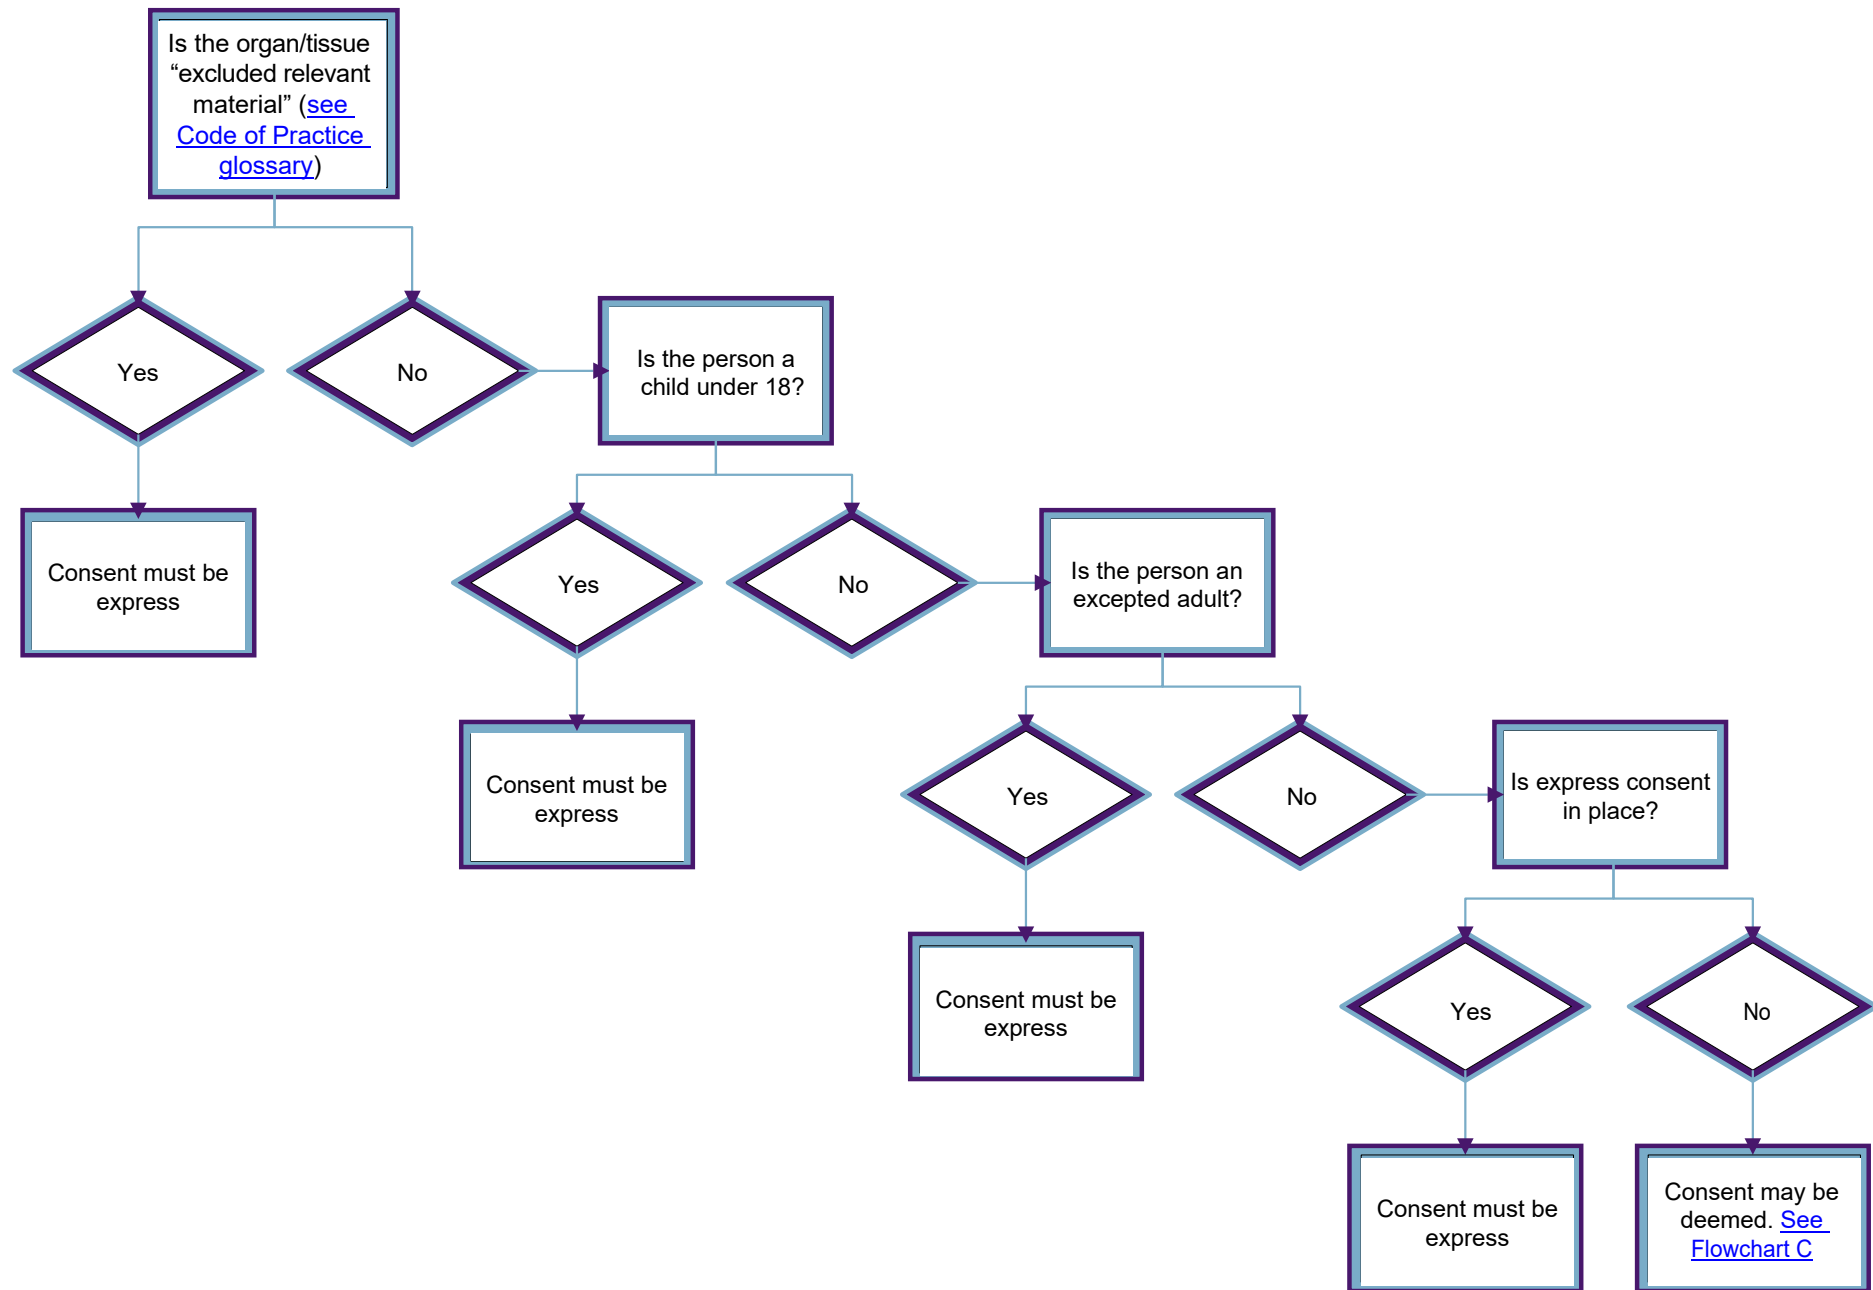 Is the organ/tissue
“excluded relevant
material” (see
Code of Practice
glossary)
Yes
No
Is the person a
child under 18?
Consent must be
express
Yes
No
Is the person an
excepted adult?
Consent must be
express
Yes
No
Is express consent
in place?
Consent must be
express
Yes
No
Consent must be
express
Consent may be
deemed. See
Flowchart C